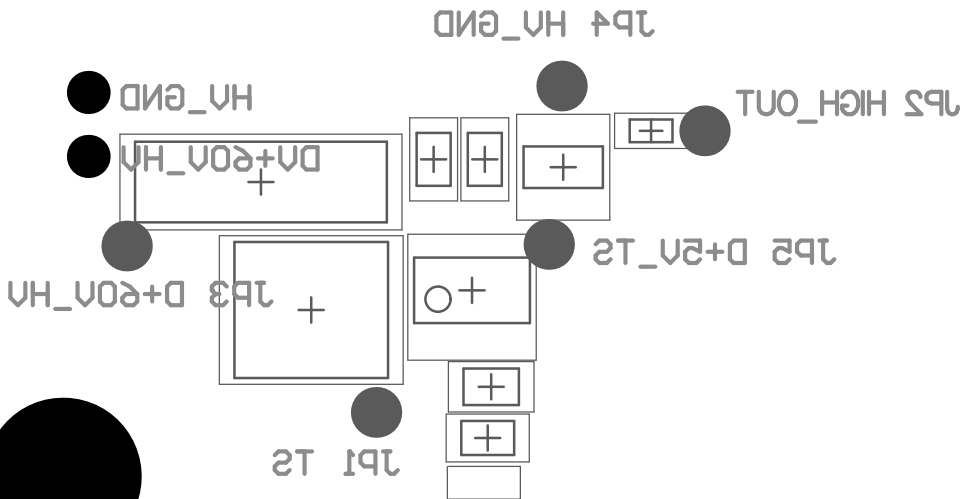 JP4 HV_GND
HV_GND
JP2 HIGH_OUT
DV+60V_HV
JP5 D+5V_TS
JP3 D+60V_HV
JP1 TS